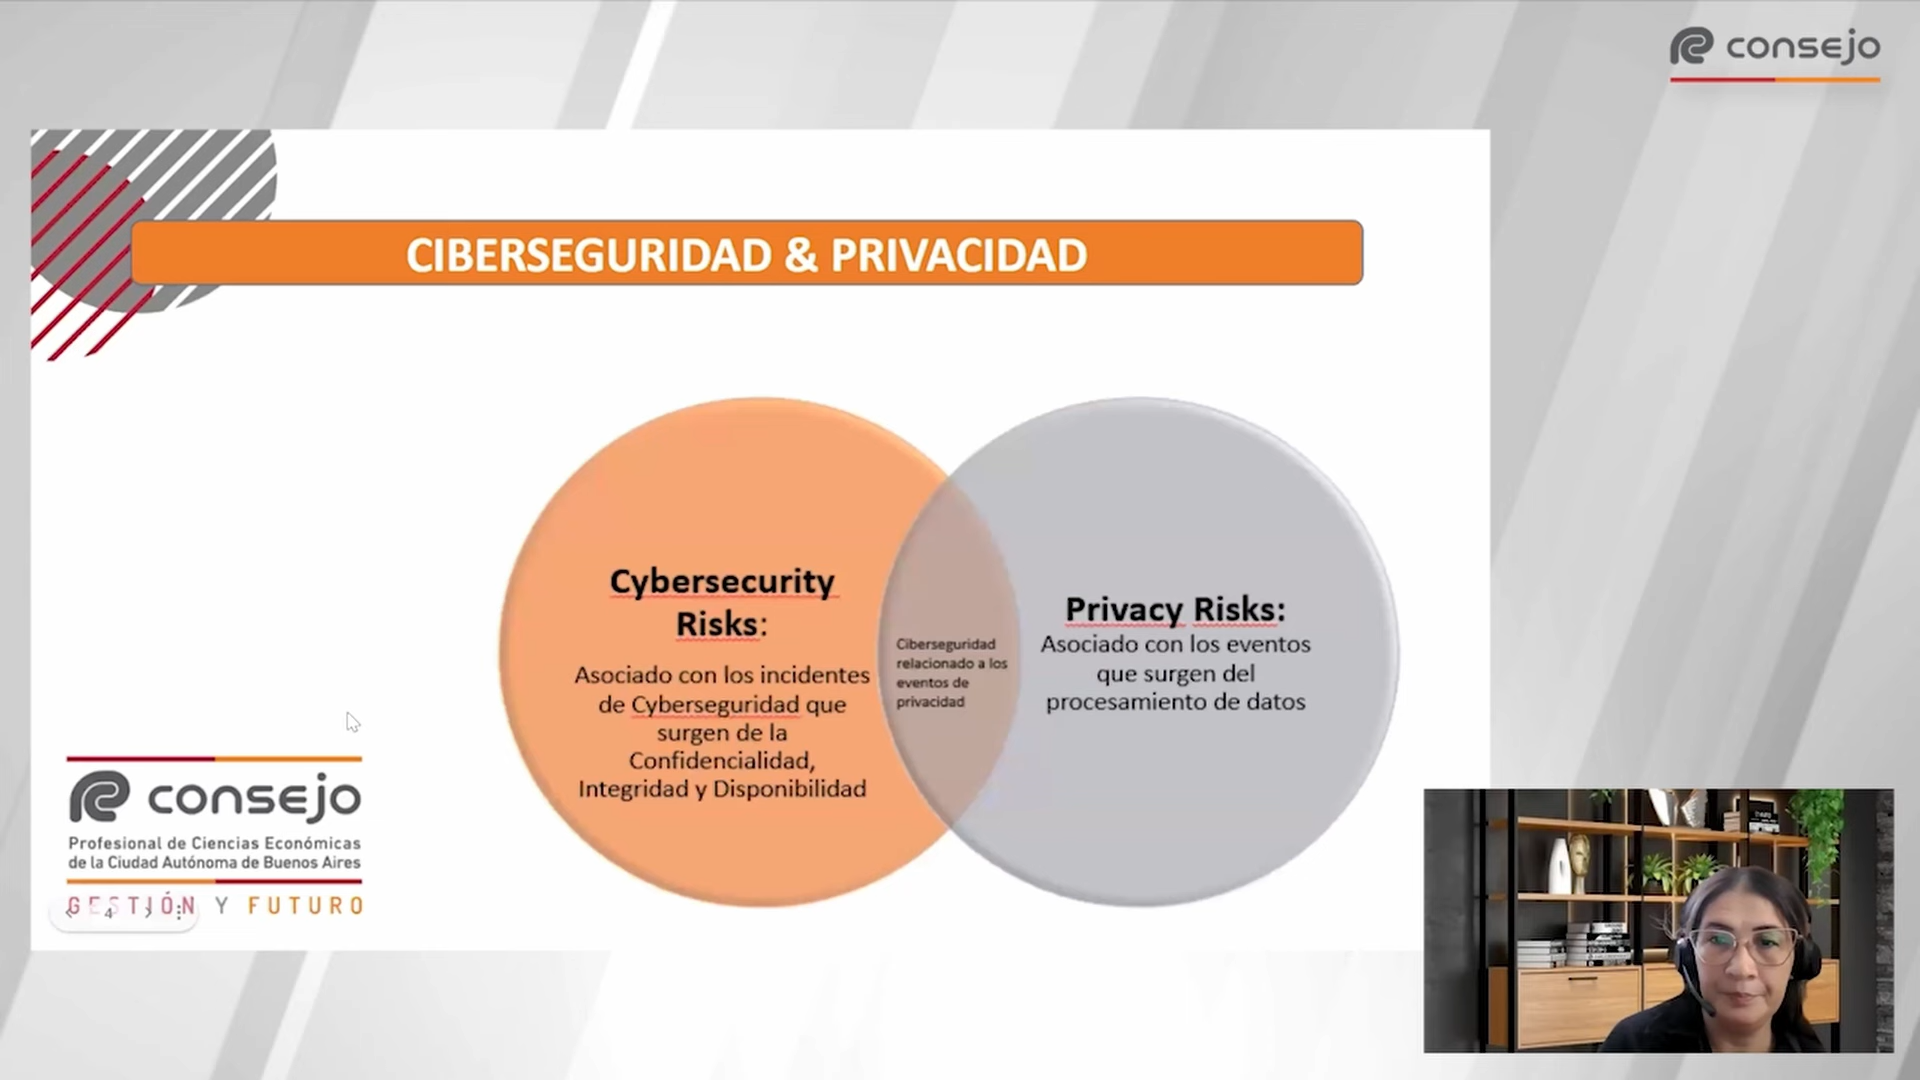 consejo
CIBERSEGURIDAD & PRIVACIDAD
Cybersecurity
Risks:
Asociado con los incidentes
de Cyberseguridad que
surgen de la
Confidencialidad,
Integridad y Disponibilidad
Ciberseguridad
relacionado a los
eventos de
privacidad
Privacy Risks:
Asociado con los eventos
que surgen del
procesamiento de datos
consejo
Profesional de Ciencias Económicas
de la Ciudad Autónoma de Buenos Aires
GESTIÓN Y FUTURO
4